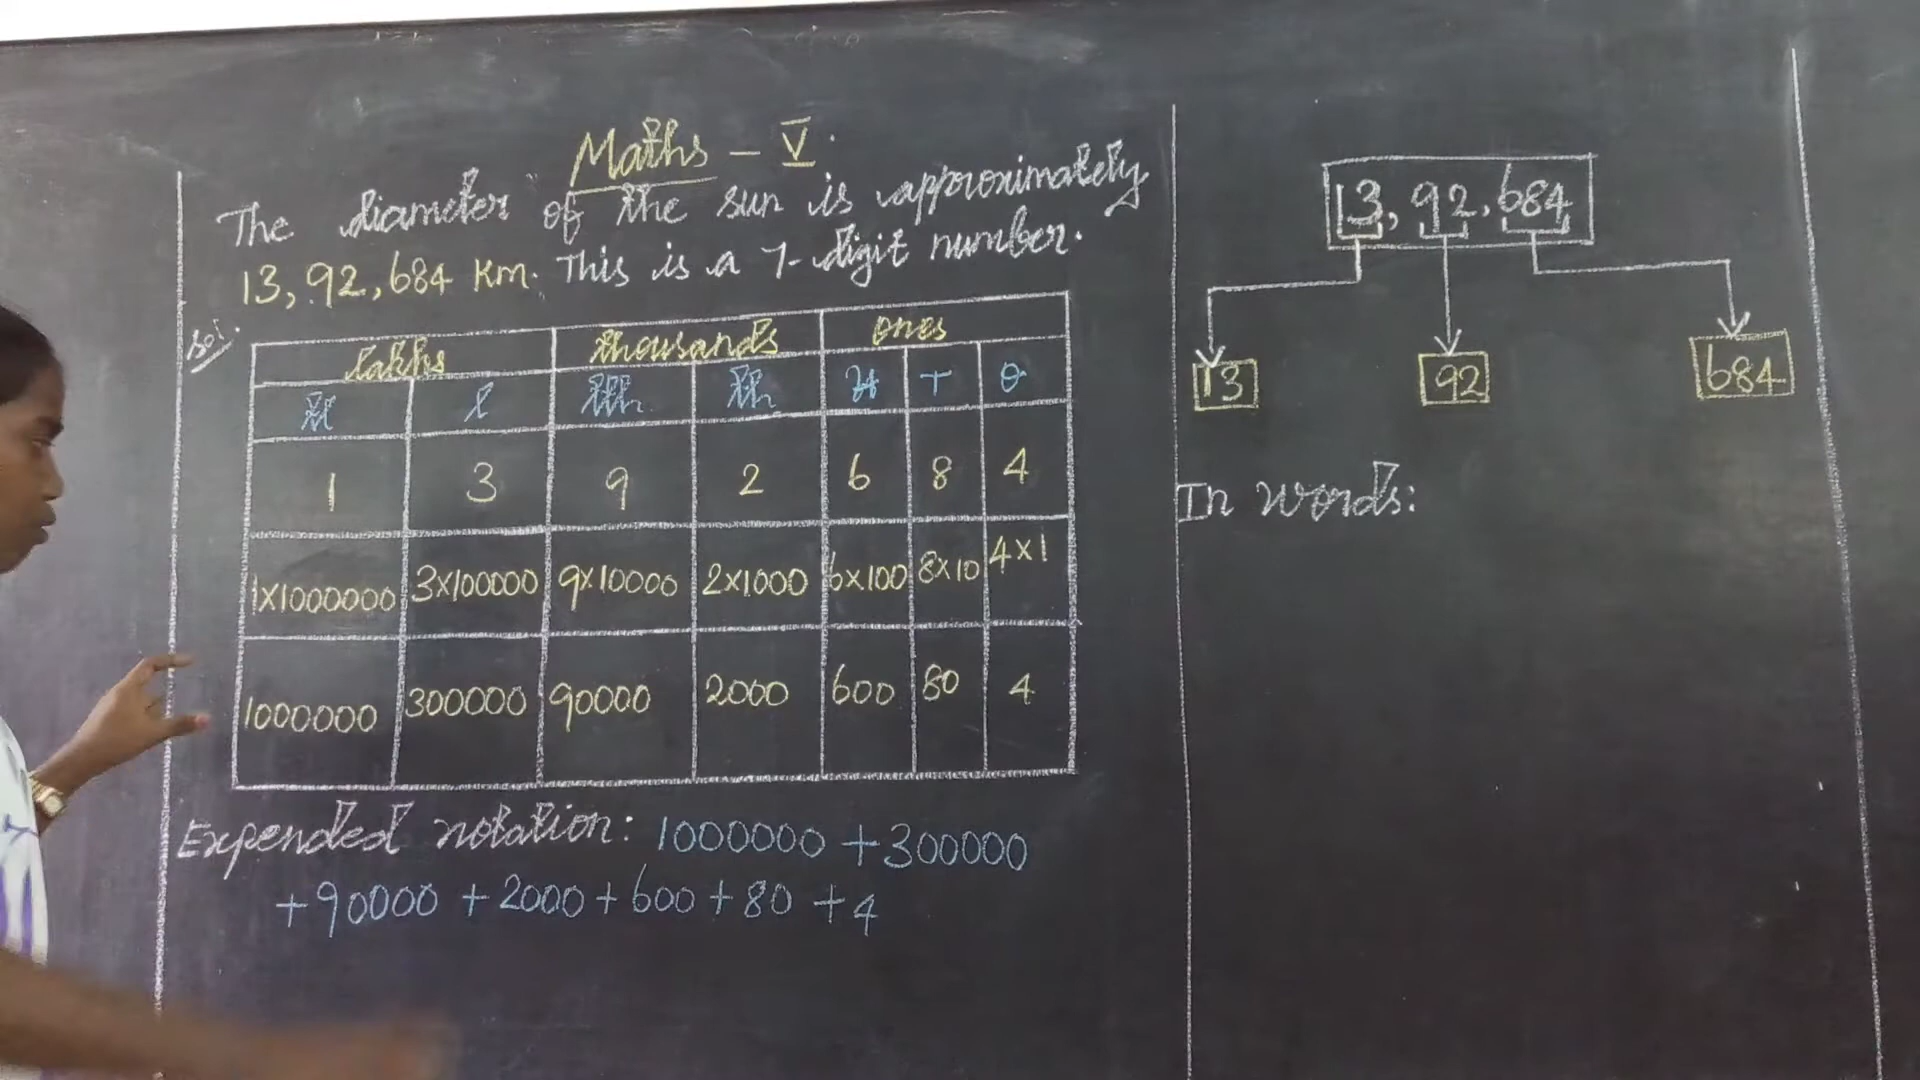 Maths - V.
The diameter of the sun is approximately
13,92,684 Km. This is a 7-digit number.
Sol.
lakhs thousands ones
TL L TTh Th H T O
1 3 9 2 6 8 4
1x1000000 3x100000 9x10000 2x1000 6x100 8x10 4x1
1000000 300000 90000 2000 600 80 4
Expended notation: 1000000 + 300000
+ 90000 + 2000 + 600 + 80 + 4
13,92,684
13 92 684
In words: